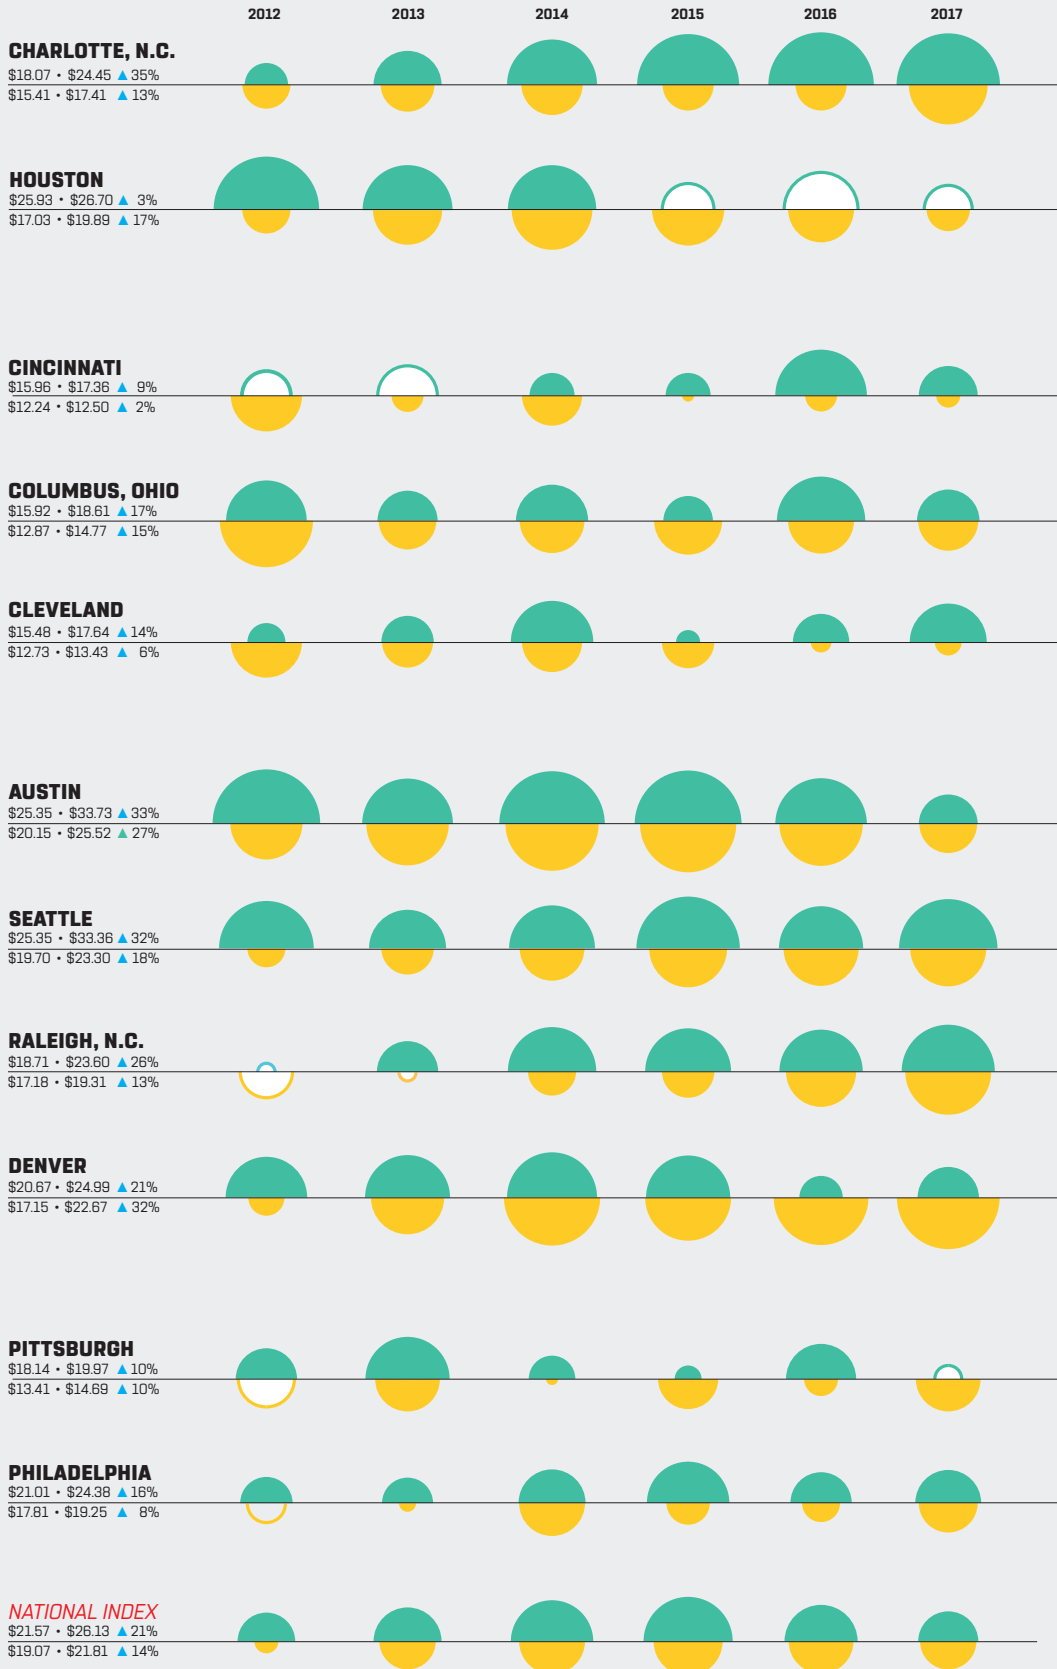 2012 2013 2014 2015 2016 2017
CHARLOTTE, N.C.
$18.07 • $24.45 ▲ 35%
$15.41 • $17.41 ▲ 13%
HOUSTON
$25.93 • $26.70 ▲ 3%
$17.03 • $19.89 ▲ 17%
CINCINNATI
$15.96 • $17.36 ▲ 9%
$12.24 • $12.50 ▲ 2%
COLUMBUS, OHIO
$15.92 • $18.61 ▲ 17%
$12.87 • $14.77 ▲ 15%
CLEVELAND
$15.48 • $17.64 ▲ 14%
$12.73 • $13.43 ▲ 6%
AUSTIN
$25.35 • $33.73 ▲ 33%
$20.15 • $25.52 ▲ 27%
SEATTLE
$25.35 • $33.36 ▲ 32%
$19.70 • $23.30 ▲ 18%
RALEIGH, N.C.
$18.71 • $23.60 ▲ 26%
$17.18 • $19.31 ▲ 13%
DENVER
$20.67 • $24.99 ▲ 21%
$17.15 • $22.67 ▲ 32%
PITTSBURGH
$18.14 • $19.97 ▲ 10%
$13.41 • $14.69 ▲ 10%
PHILADELPHIA
$21.01 • $24.38 ▲ 16%
$17.81 • $19.25 ▲ 8%
NATIONAL INDEX
$21.57 • $26.13 ▲ 21%
$19.07 • $21.81 ▲ 14%